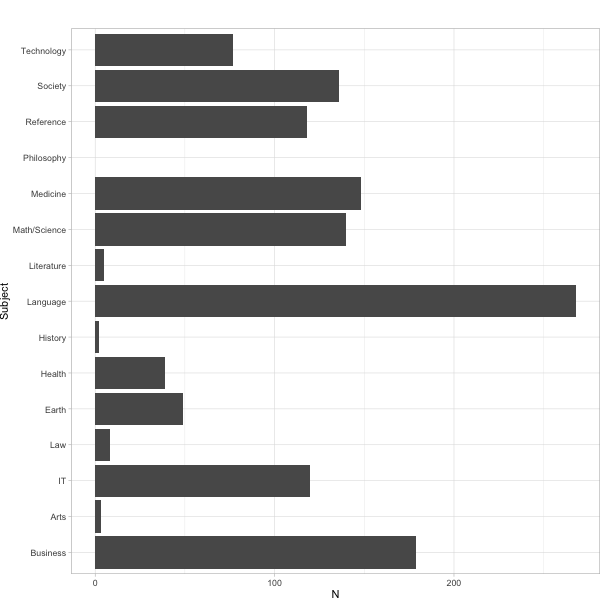 Technology
Society
Reference
Philosophy
Medicine
Math/Science
Literature
Language
History
Health
Earth
Law
IT
Arts
Business
Subject
0 100 200
N